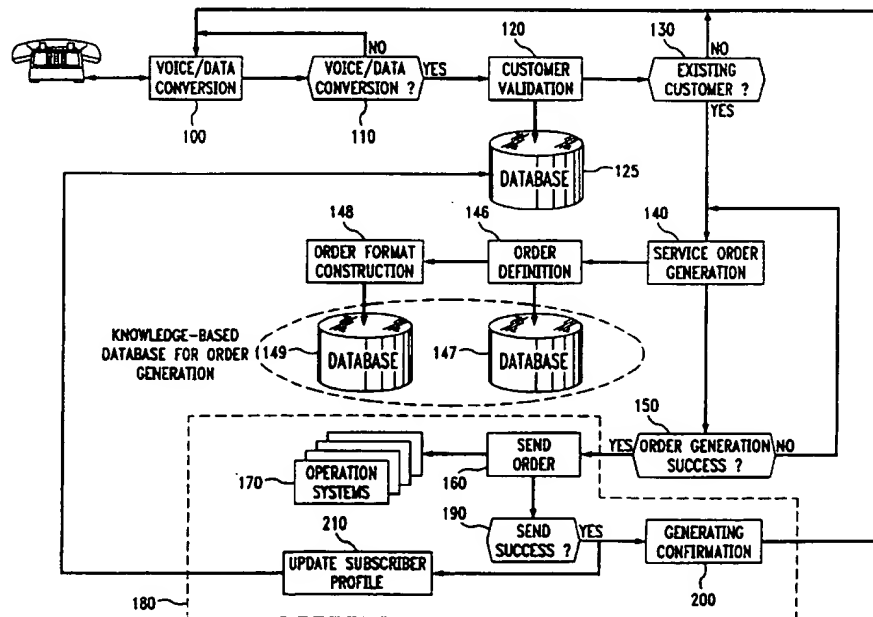 120
130
NO
NO
VOICE/DATA
CONVERSION
VOICE/DATA
CONVERSION ?
YES
CUSTOMER
VALIDATION
EXISTING
CUSTOMER ?
100
110
YES
DATABASE
125
148
146
140
ORDER FORMAT
CONSTRUCTION
ORDER
DEFINITION
SERVICE ORDER
GENERATION
KNOWLEDGE-BASED
DATABASE FOR ORDER
GENERATION
149
DATABASE
147
DATABASE
150
SEND
ORDER
YES
ORDER GENERATION
SUCCESS ?
NO
170
OPERATION
SYSTEMS
160
190
210
SEND
SUCCESS ?
YES
GENERATING
CONFIRMATION
UPDATE SUBSCRIBER
PROFILE
180
200